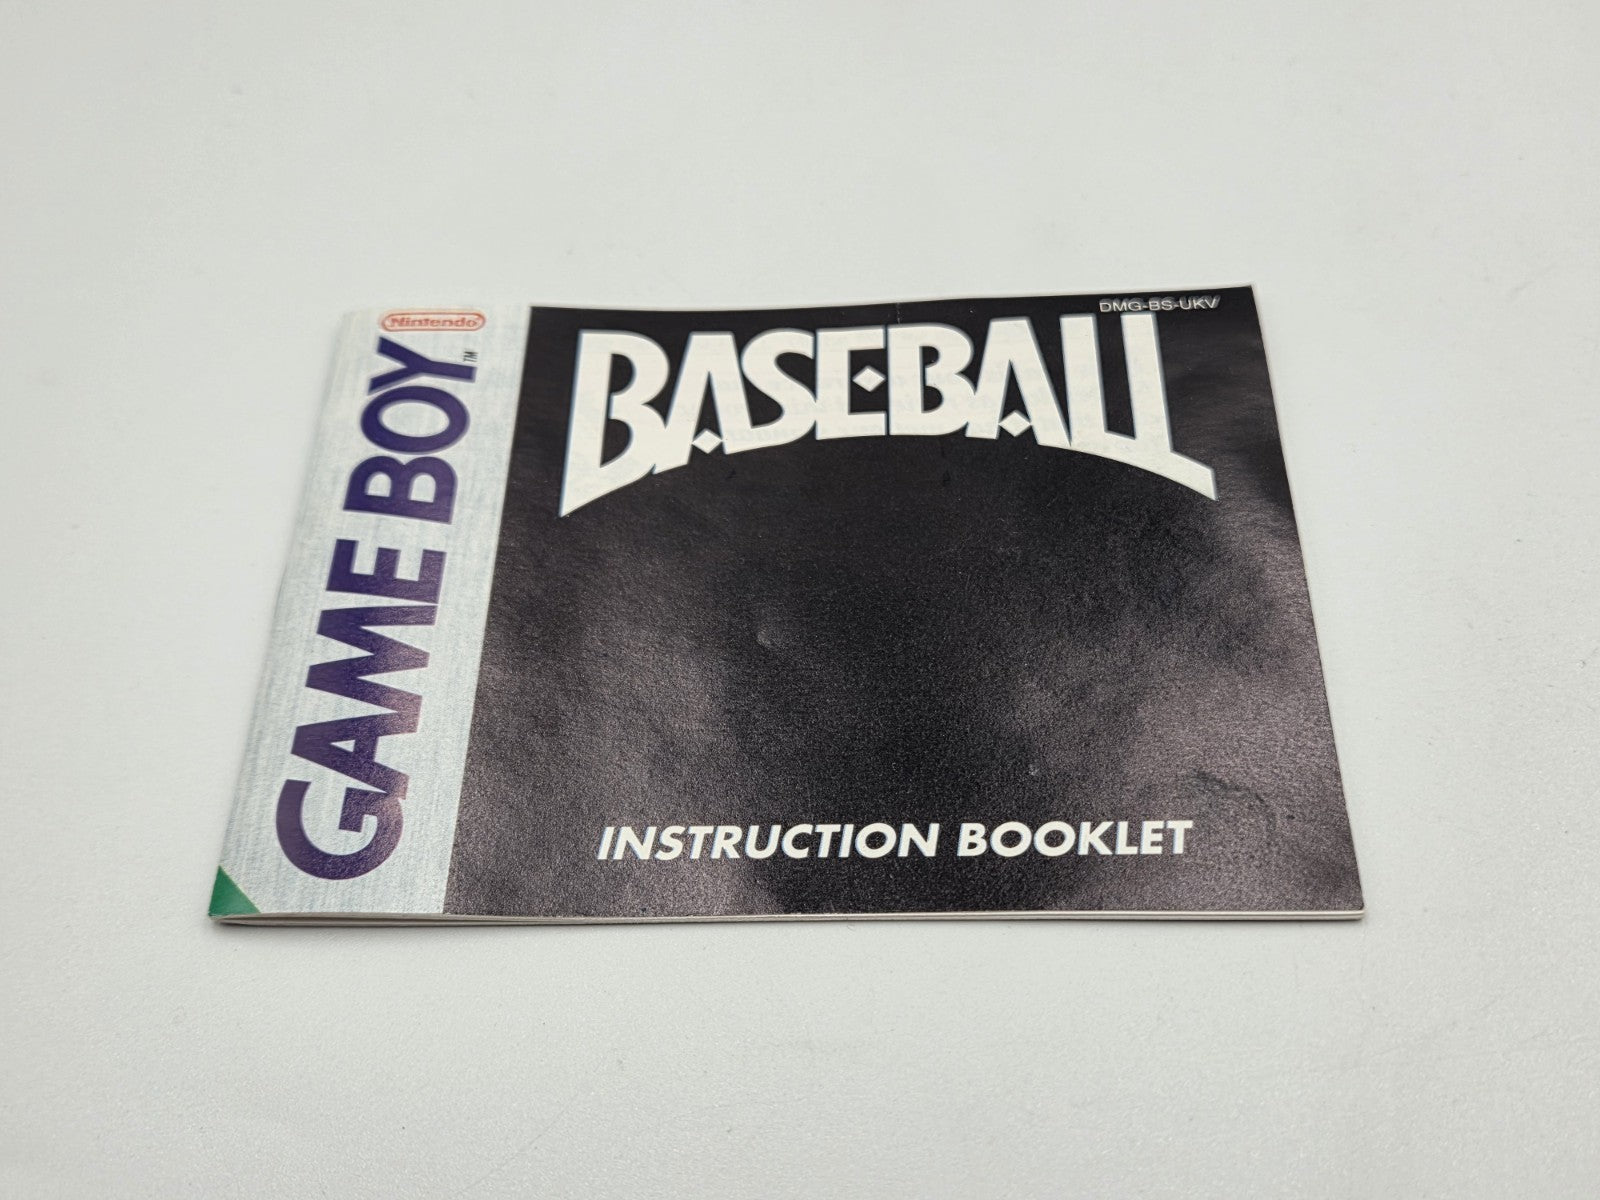 Nintendo
GAME BOY™
DMG-BS-UKV
BASEBALL
INSTRUCTION BOOKLET